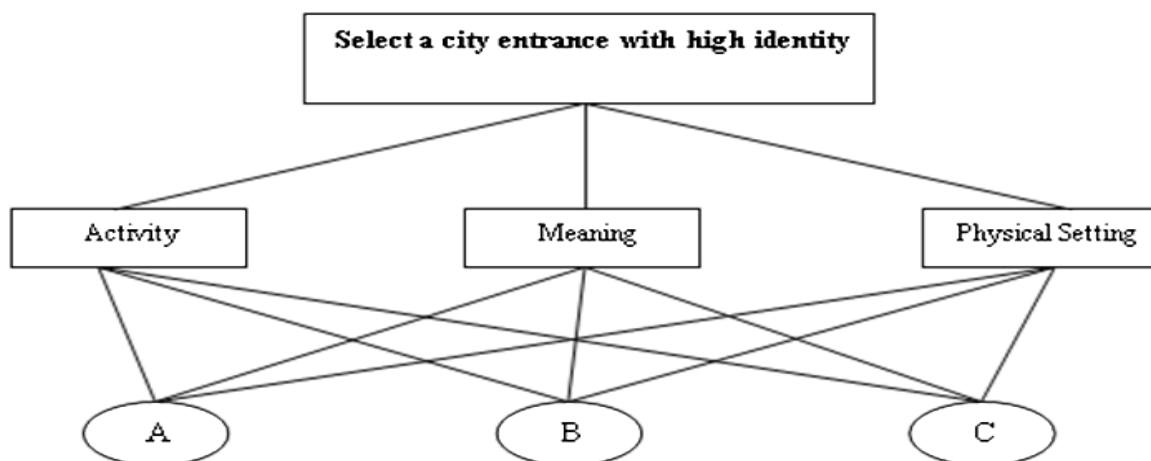 Select a city entrance with high identity
Activity
Meaning
Physical Setting
A
B
C